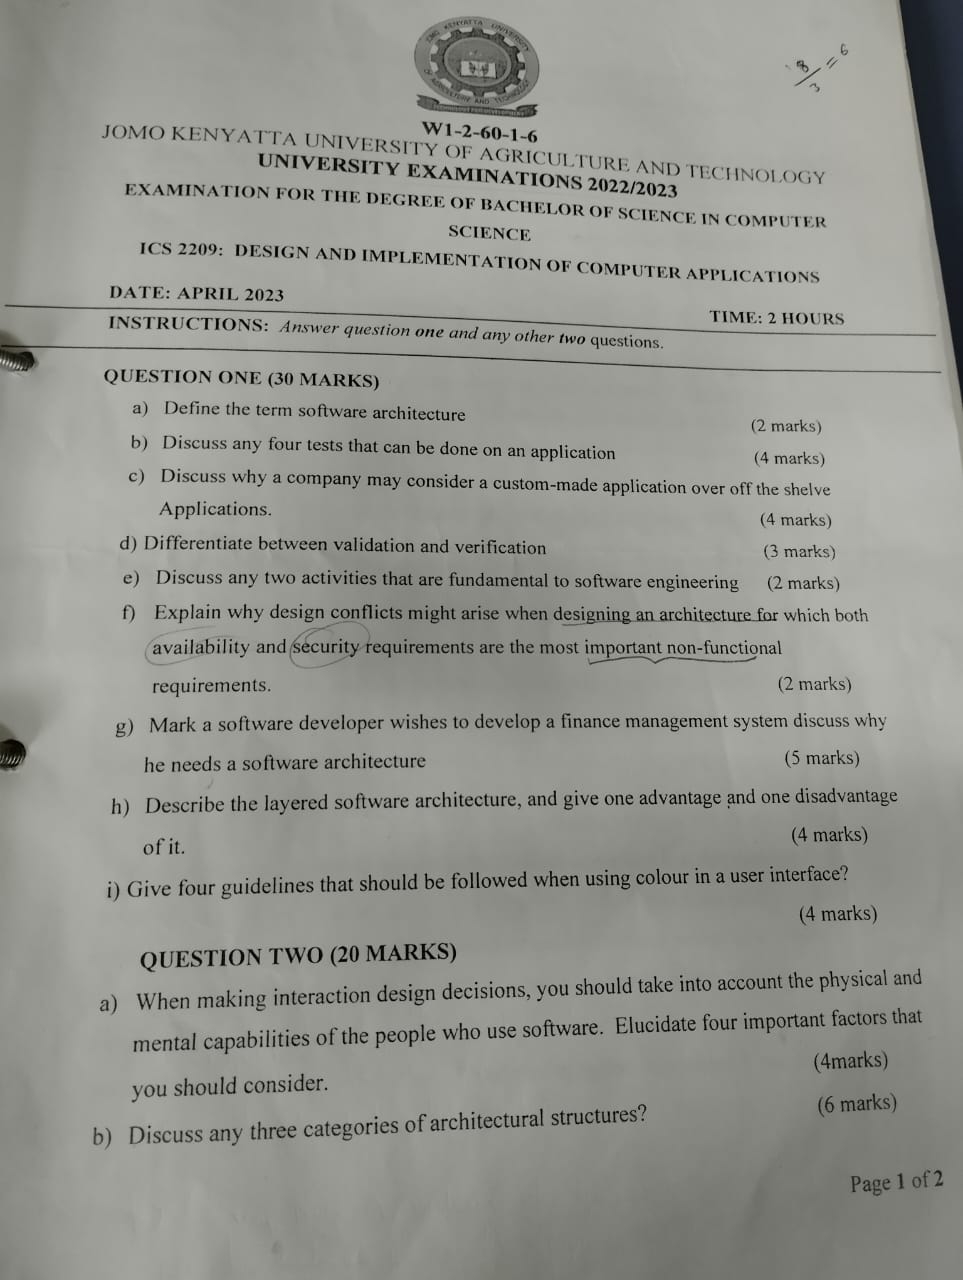 JOMO KENYATTA UNIVERSITY
OF AGRICULTURE AND TECHNOLOGY
8/3 = 6
W1-2-60-1-6
JOMO KENYATTA UNIVERSITY OF AGRICULTURE AND TECHNOLOGY
UNIVERSITY EXAMINATIONS 2022/2023
EXAMINATION FOR THE DEGREE OF BACHELOR OF SCIENCE IN COMPUTER
SCIENCE
ICS 2209: DESIGN AND IMPLEMENTATION OF COMPUTER APPLICATIONS
DATE: APRIL 2023 TIME: 2 HOURS
INSTRUCTIONS: Answer question one and any other two questions.
QUESTION ONE (30 MARKS)
a) Define the term software architecture (2 marks)
b) Discuss any four tests that can be done on an application (4 marks)
c) Discuss why a company may consider a custom-made application over off the shelve
Applications. (4 marks)
d) Differentiate between validation and verification (3 marks)
e) Discuss any two activities that are fundamental to software engineering (2 marks)
f) Explain why design conflicts might arise when designing an architecture for which both
availability and security requirements are the most important non-functional
requirements. (2 marks)
g) Mark a software developer wishes to develop a finance management system discuss why
he needs a software architecture (5 marks)
h) Describe the layered software architecture, and give one advantage and one disadvantage
of it. (4 marks)
i) Give four guidelines that should be followed when using colour in a user interface?
(4 marks)
QUESTION TWO (20 MARKS)
a) When making interaction design decisions, you should take into account the physical and
mental capabilities of the people who use software. Elucidate four important factors that
you should consider. (4marks)
b) Discuss any three categories of architectural structures? (6 marks)
Page 1 of 2